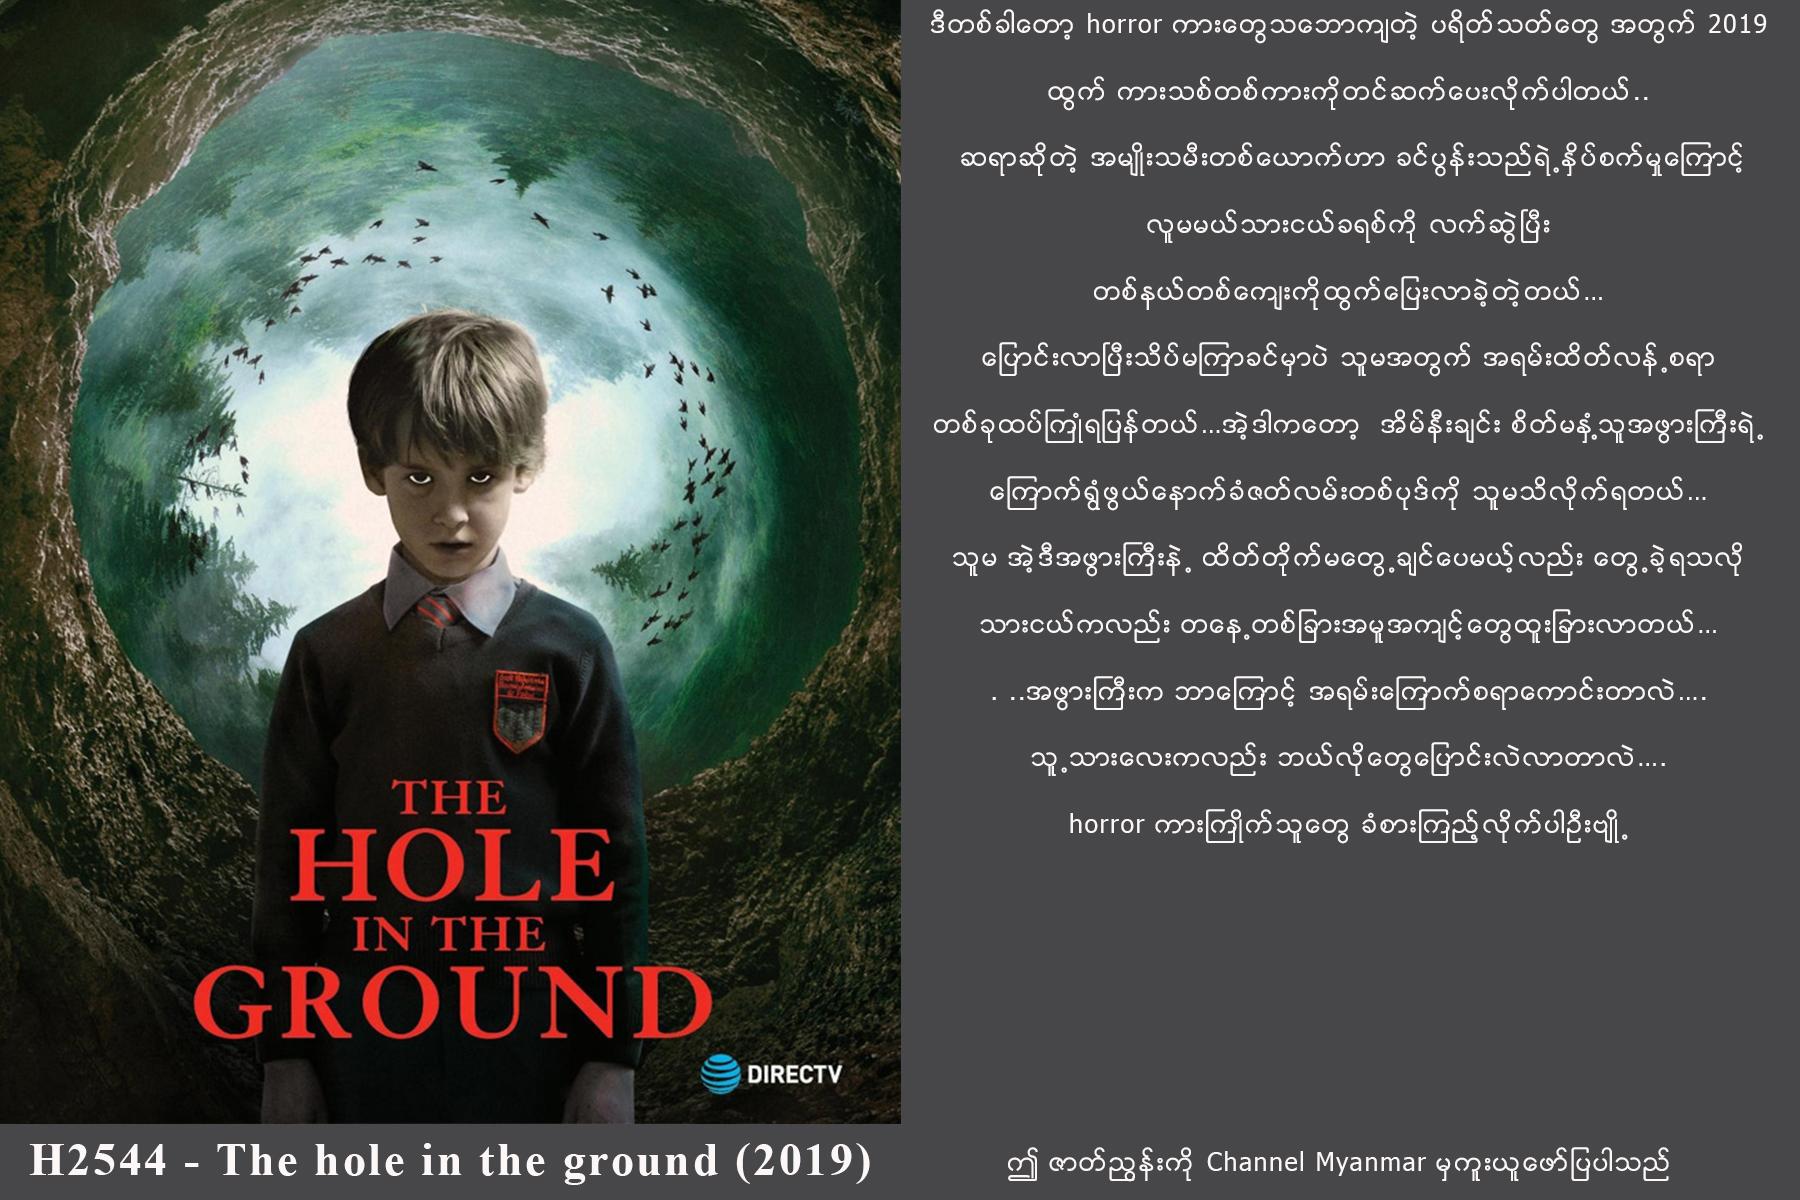 THE
HOLE
IN THE
GROUND
DIRECTV
H2544 - The hole in the ground (2019)
ဒီတစ်ခါတော့ horror ကားတွေသဘောကျတဲ့ ပရိတ်သတ်တွေ အတွက် 2019
ထွက် ကားသစ်တစ်ကားကိုတင်ဆက်ပေးလိုက်ပါတယ်..
ဆရာဆိုတဲ့ အမျိုးသမီးတစ်ယောက်ဟာ ခင်ပွန်းသည်ရဲ့နှိပ်စက်မှုကြောင့်
လူမမယ်သားငယ်ခရစ်ကို လက်ဆွဲပြီး
တစ်နယ်တစ်ကျေးကိုထွက်ပြေးလာခဲ့တဲ့တယ်...
ပြောင်းလာပြီးသိပ်မကြာခင်မှာပဲ သူမအတွက် အရမ်းထိတ်လန့်စရာ
တစ်ခုထပ်ကြုံရပြန်တယ်...အဲ့ဒါကတော့ အိမ်နီးချင်း စိတ်မနှံ့သူအဖွားကြီးရဲ့
ကြောက်ရွံဖွယ်နောက်ခံဇတ်လမ်းတစ်ပုဒ်ကို သူမသိလိုက်ရတယ်...
သူမ အဲ့ဒီအဖွားကြီးနဲ့ ထိတ်တိုက်မတွေ့ချင်ပေမယ့်လည်း တွေ့ခဲ့ရသလို
သားငယ်ကလည်း တနေ့တစ်ခြားအမူအကျင့်တွေထူးခြားလာတယ်...
. ..အဖွားကြီးက ဘာကြောင့် အရမ်းကြောက်စရာကောင်းတာလဲ....
သူ့သားလေးကလည်း ဘယ်လိုတွေပြောင်းလဲလာတာလဲ....
horror ကားကြိုက်သူတွေ ခံစားကြည့်လိုက်ပါဦးဗျို့
ဤ ဇာတ်ညွှန်းကို Channel Myanmar မှကူးယူဖော်ပြပါသည်